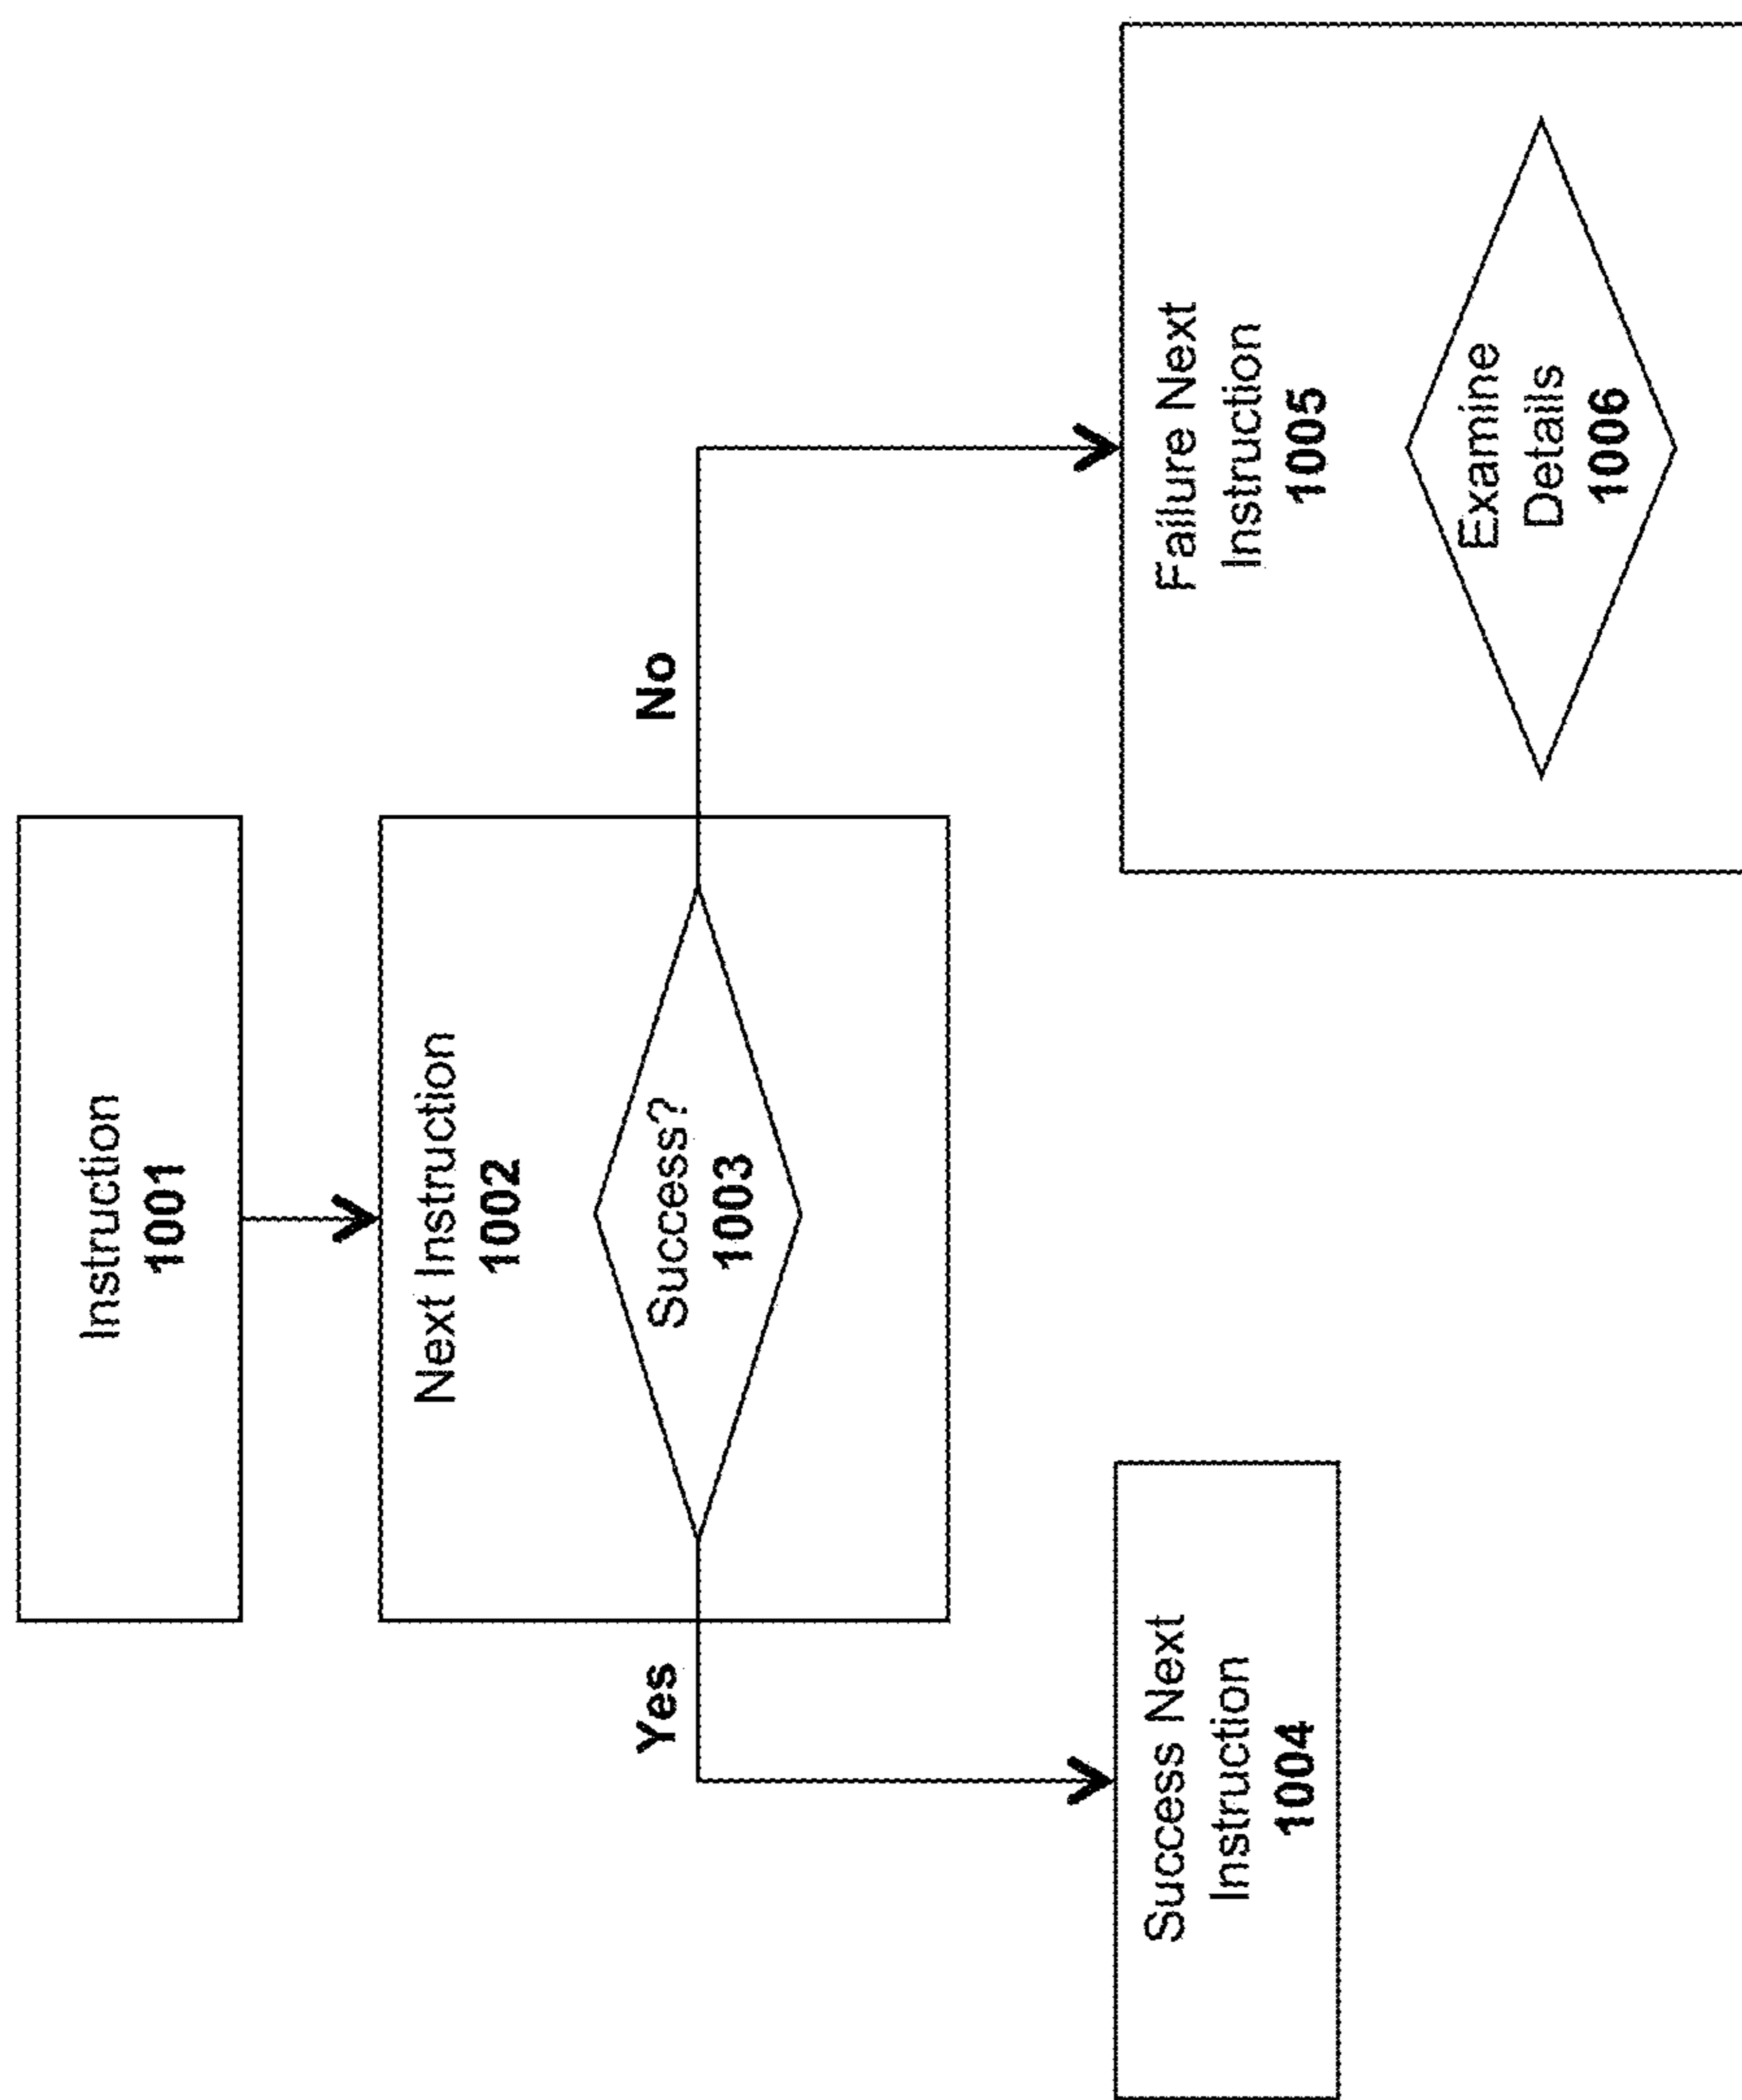 Instruction
1001
Next Instruction
1002
Success?
1003
Yes
No
Success Next
Instruction
1004
Failure Next
Instruction
1005
Examine
Details
1006